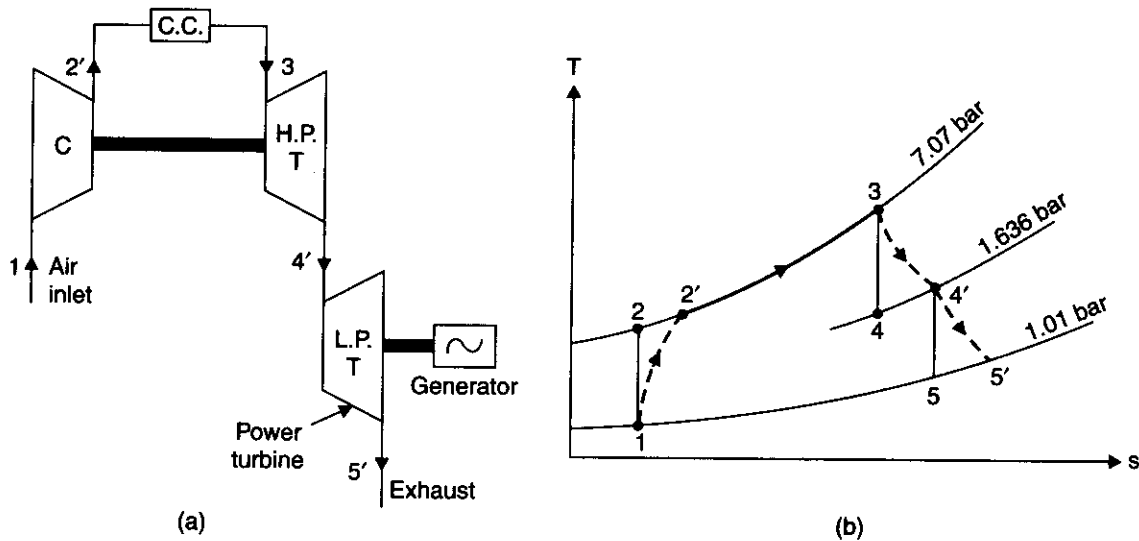 C.C.
2′
3
C
H.P.
T
1
Air
inlet
4′
L.P.
T
Generator
Power
turbine
5′
Exhaust
(a)
T
7.07 bar
3
1.636 bar
2
2′
4′
4
1.01 bar
5
5′
1
s
(b)